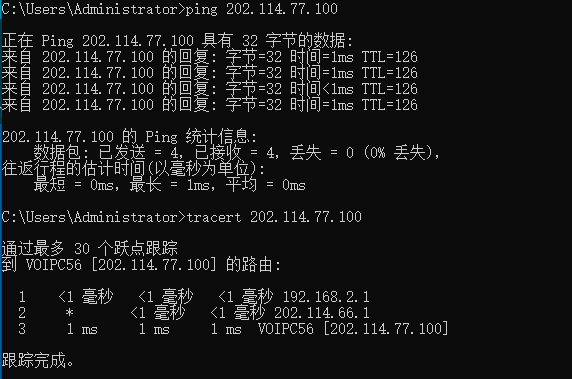 C:\Users\Administrator>ping 202.114.77.100
正在 Ping 202.114.77.100 具有 32 字节的数据:
来自 202.114.77.100 的回复: 字节=32 时间=1ms TTL=126
来自 202.114.77.100 的回复: 字节=32 时间=1ms TTL=126
来自 202.114.77.100 的回复: 字节=32 时间<1ms TTL=126
来自 202.114.77.100 的回复: 字节=32 时间=1ms TTL=126
202.114.77.100 的 Ping 统计信息:
数据包: 已发送 = 4, 已接收 = 4, 丢失 = 0 (0% 丢失),
往返行程的估计时间(以毫秒为单位):
最短 = 0ms, 最长 = 1ms, 平均 = 0ms
C:\Users\Administrator>tracert 202.114.77.100
通过最多 30 个跃点跟踪
到 VOIPC56 [202.114.77.100] 的路由:
1 <1 毫秒 <1 毫秒 <1 毫秒 192.168.2.1
2 * <1 毫秒 <1 毫秒 202.114.66.1
3 1 ms 1 ms 1 ms VOIPC56 [202.114.77.100]
跟踪完成。